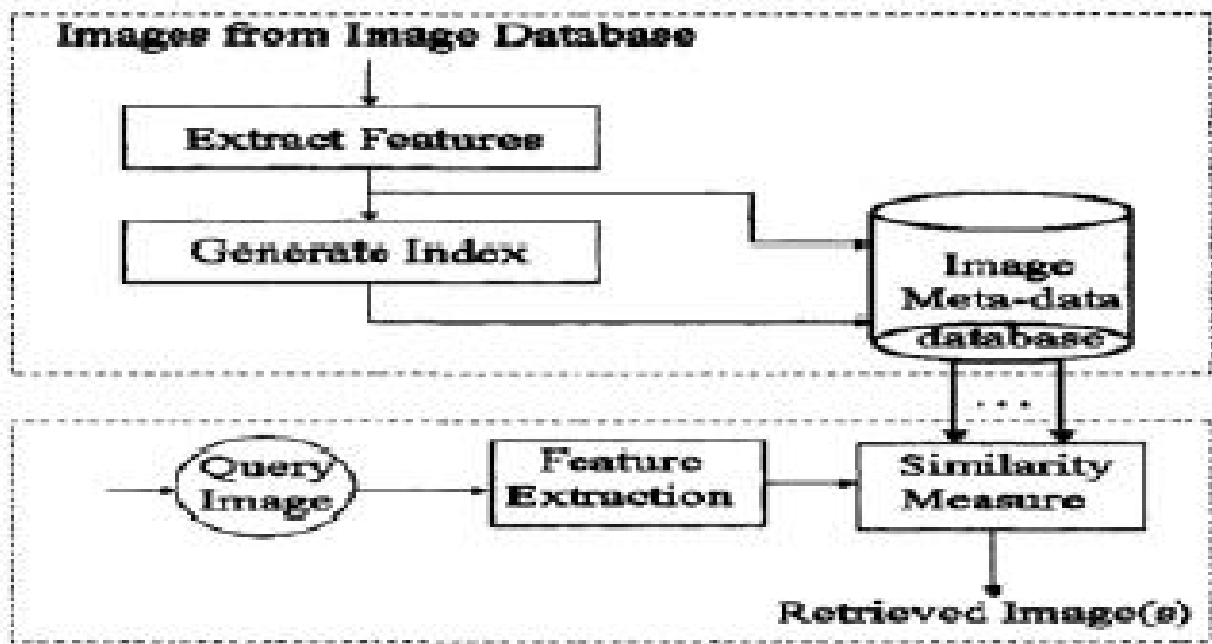 Images from Image Database
Extract Features
Generate Index
Image
Meta-data
database
. . .
Query
Image
Feature
Extraction
Similarity
Measure
Retrieved Image(s)